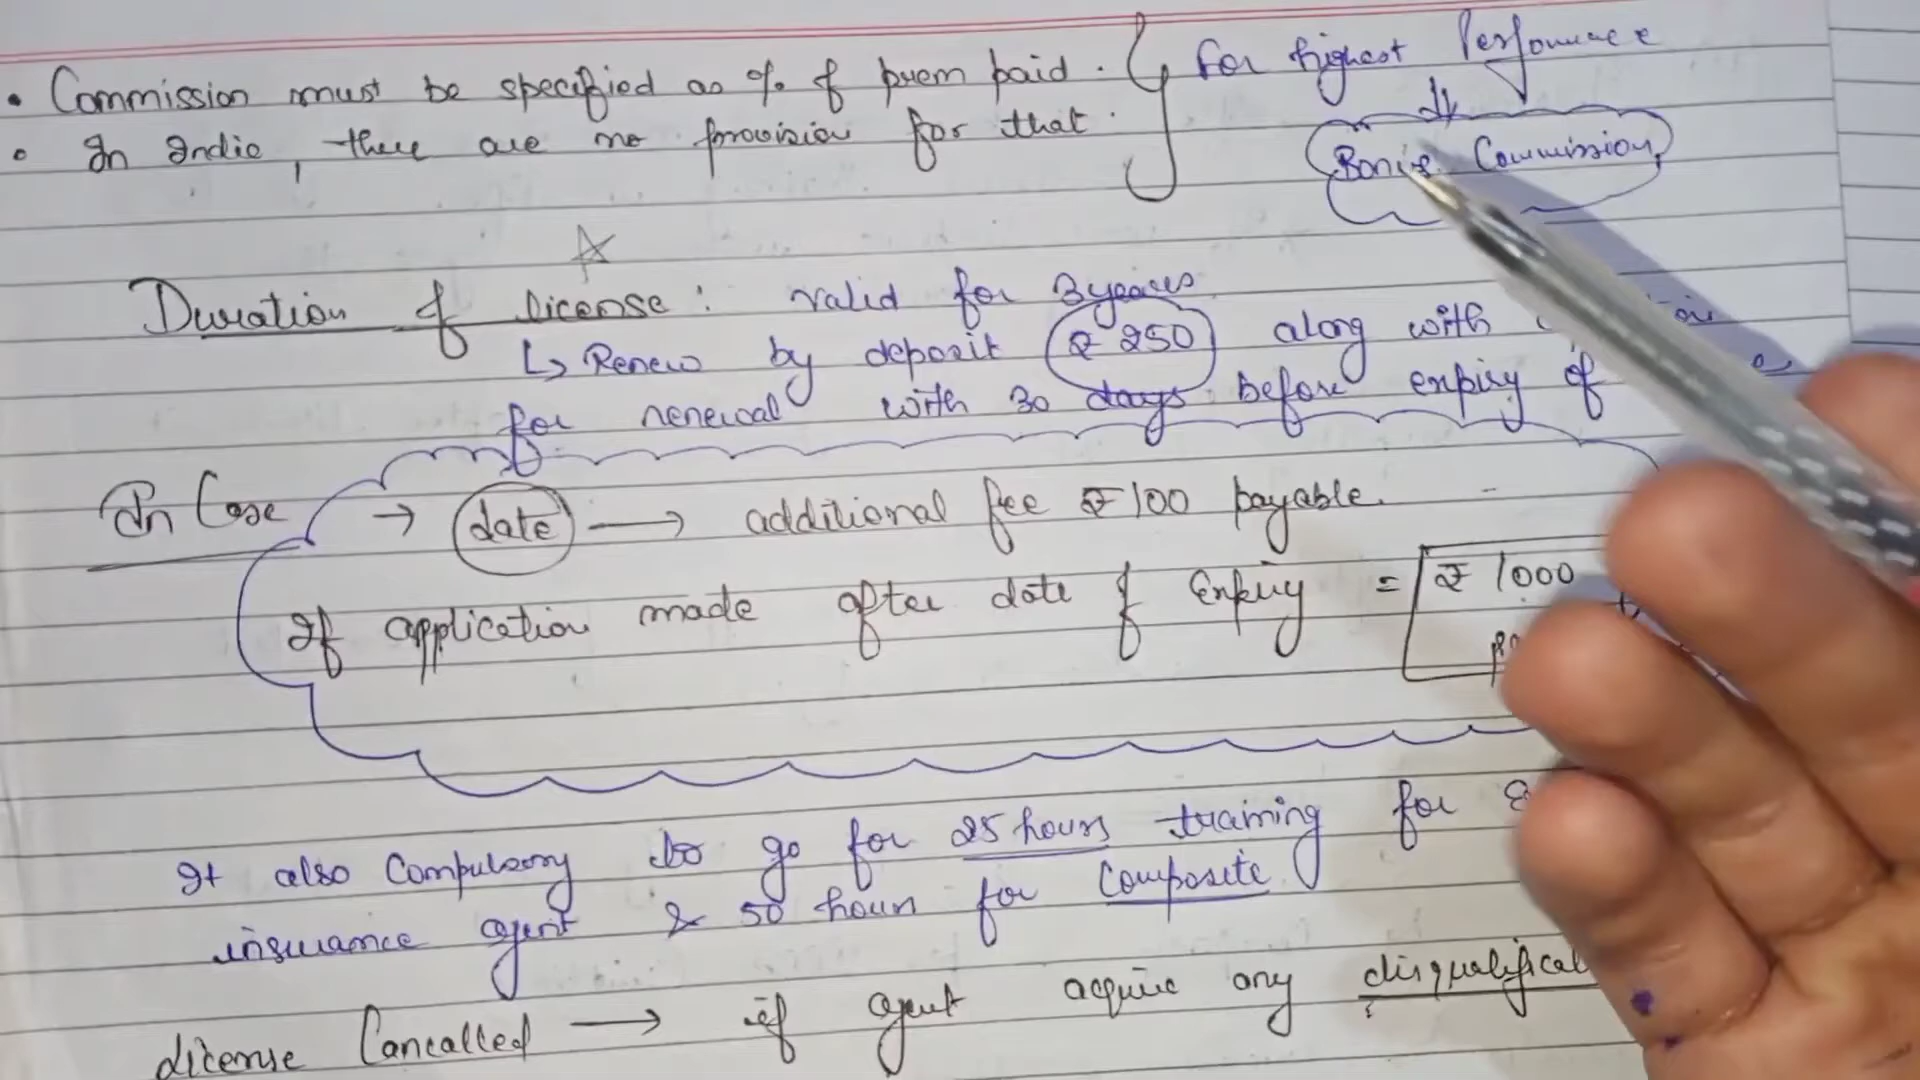 • Commission must be specified as % of prem paid. For highest Performance
• In India, there are no provision for that. Bonus Commission
Duration of license: valid for 3 years
↳ Renew by deposit ₹ 250 along with
for renewal with 30 days before expiry of
In Case → date → additional fee ₹ 100 payable.
If application made after date of Expiry = ₹ 1000
It also Compulsory to go for 25 hours training for
insurance agent & 50 hours for Composite
license Cancalled → if agent acquire any